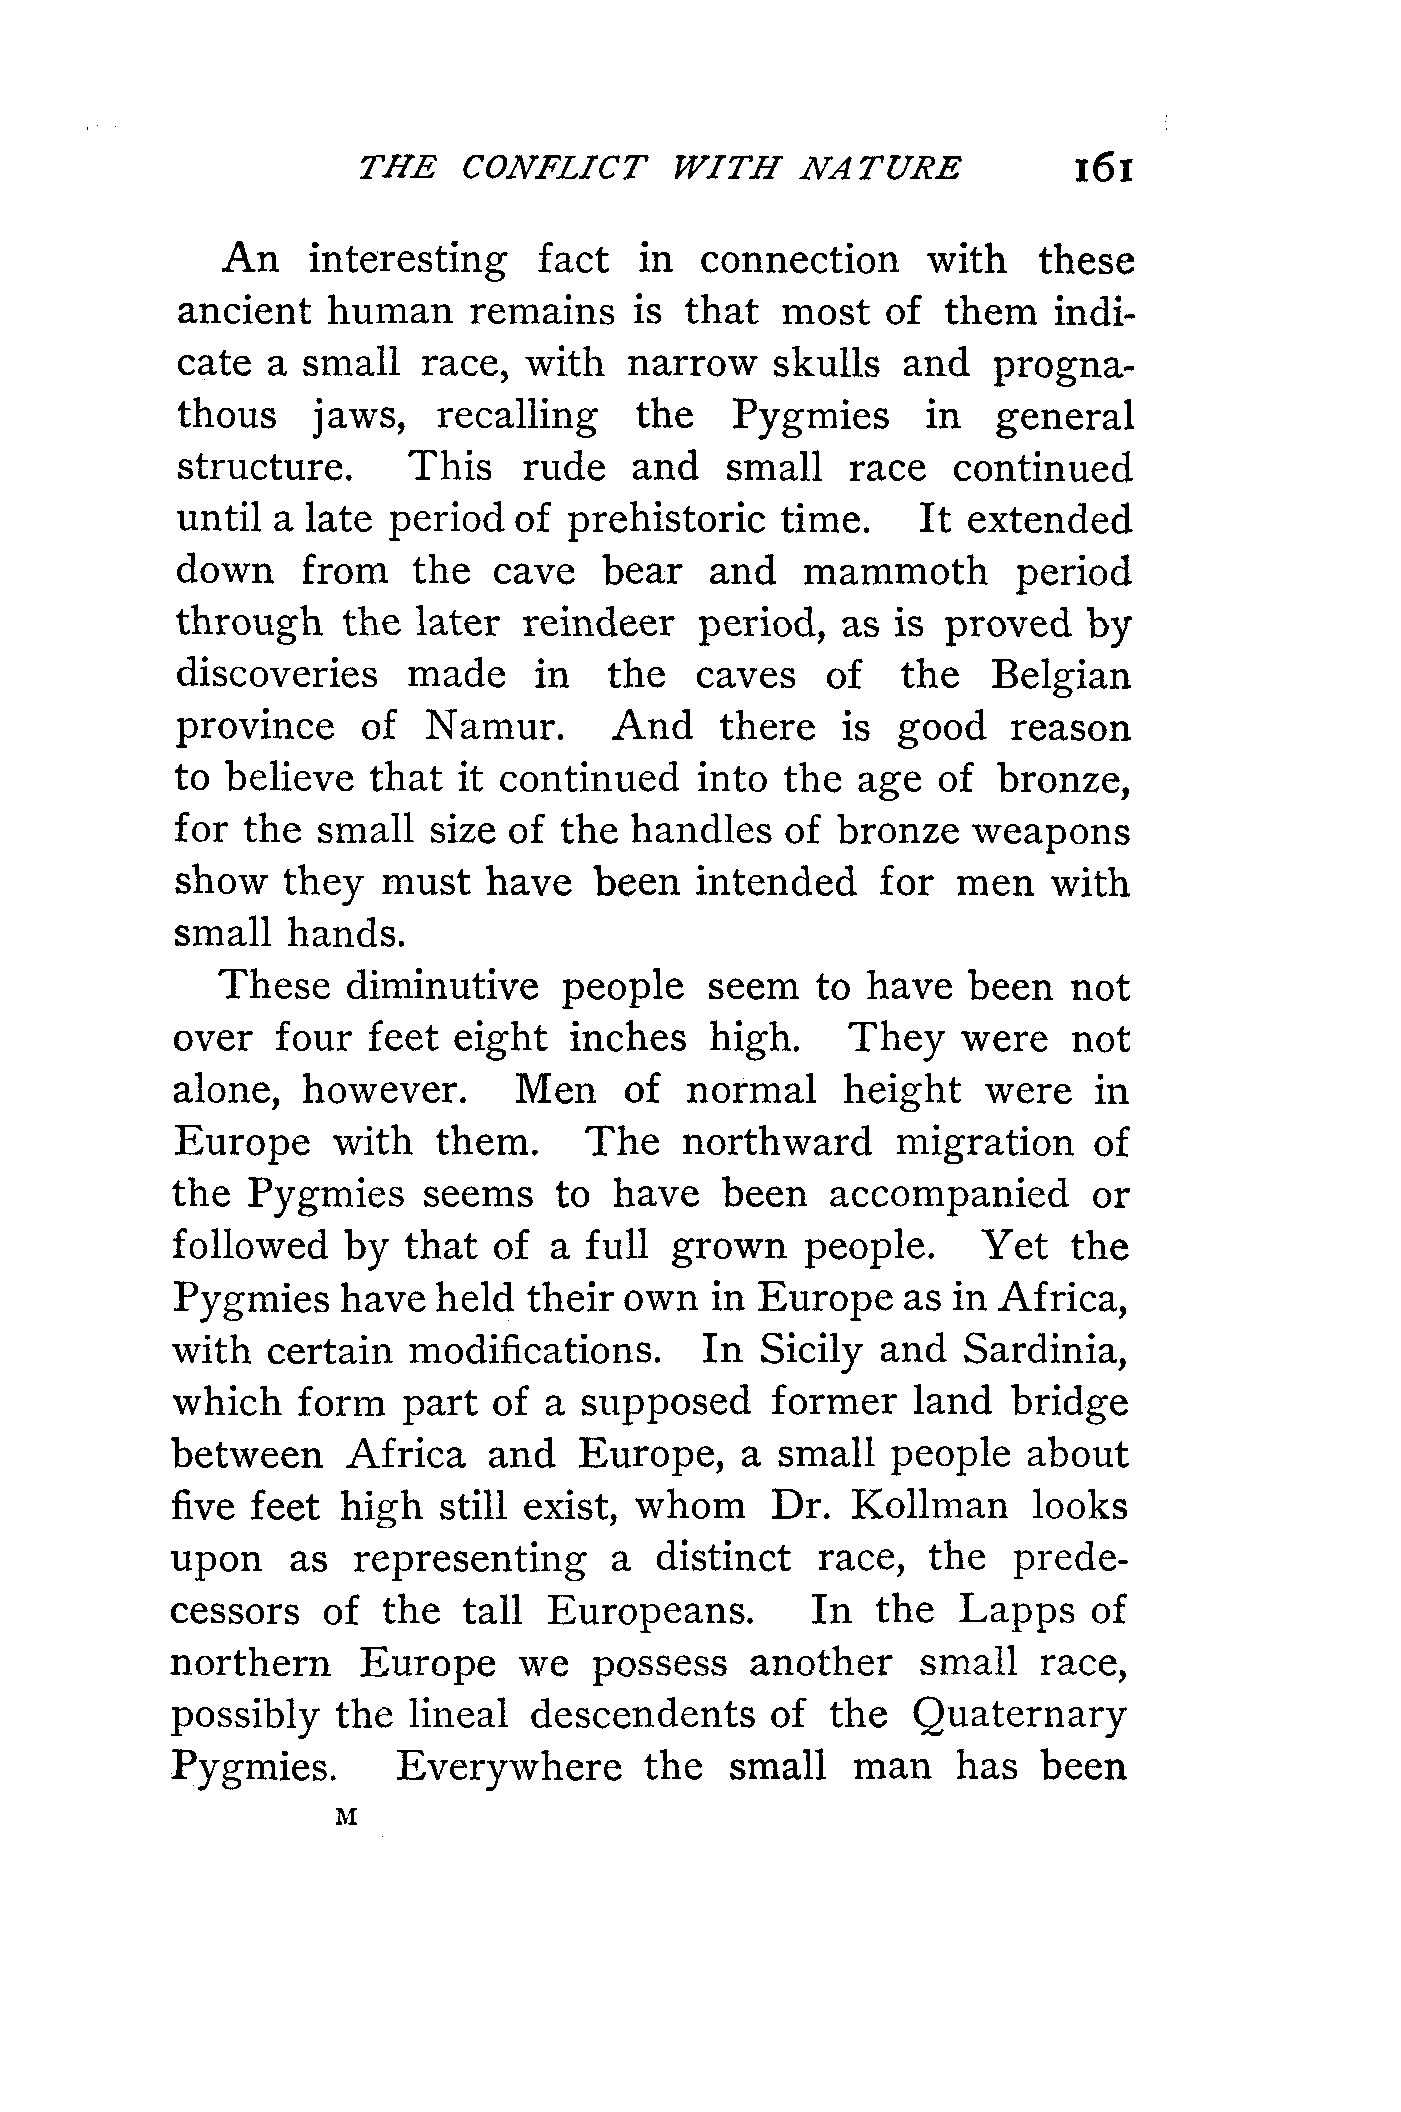 THE CONFLICT WITH NATURE 161
An interesting fact in connection with these
ancient human remains is that most of them indi-
cate a small race, with narrow skulls and progna-
thous jaws, recalling the Pygmies in general
structure. This rude and small race continued
until a late period of prehistoric time. It extended
down from the cave bear and mammoth period
through the later reindeer period, as is proved by
discoveries made in the caves of the Belgian
province of Namur. And there is good reason
to believe that it continued into the age of bronze,
for the small size of the handles of bronze weapons
show they must have been intended for men with
small hands.
These diminutive people seem to have been not
over four feet eight inches high. They were not
alone, however. Men of normal height were in
Europe with them. The northward migration of
the Pygmies seems to have been accompanied or
followed by that of a full grown people. Yet the
Pygmies have held their own in Europe as in Africa,
with certain modifications. In Sicily and Sardinia,
which form part of a supposed former land bridge
between Africa and Europe, a small people about
five feet high still exist, whom Dr. Kollman looks
upon as representing a distinct race, the prede-
cessors of the tall Europeans. In the Lapps of
northern Europe we possess another small race,
possibly the lineal descendents of the Quaternary
Pygmies. Everywhere the small man has been
M